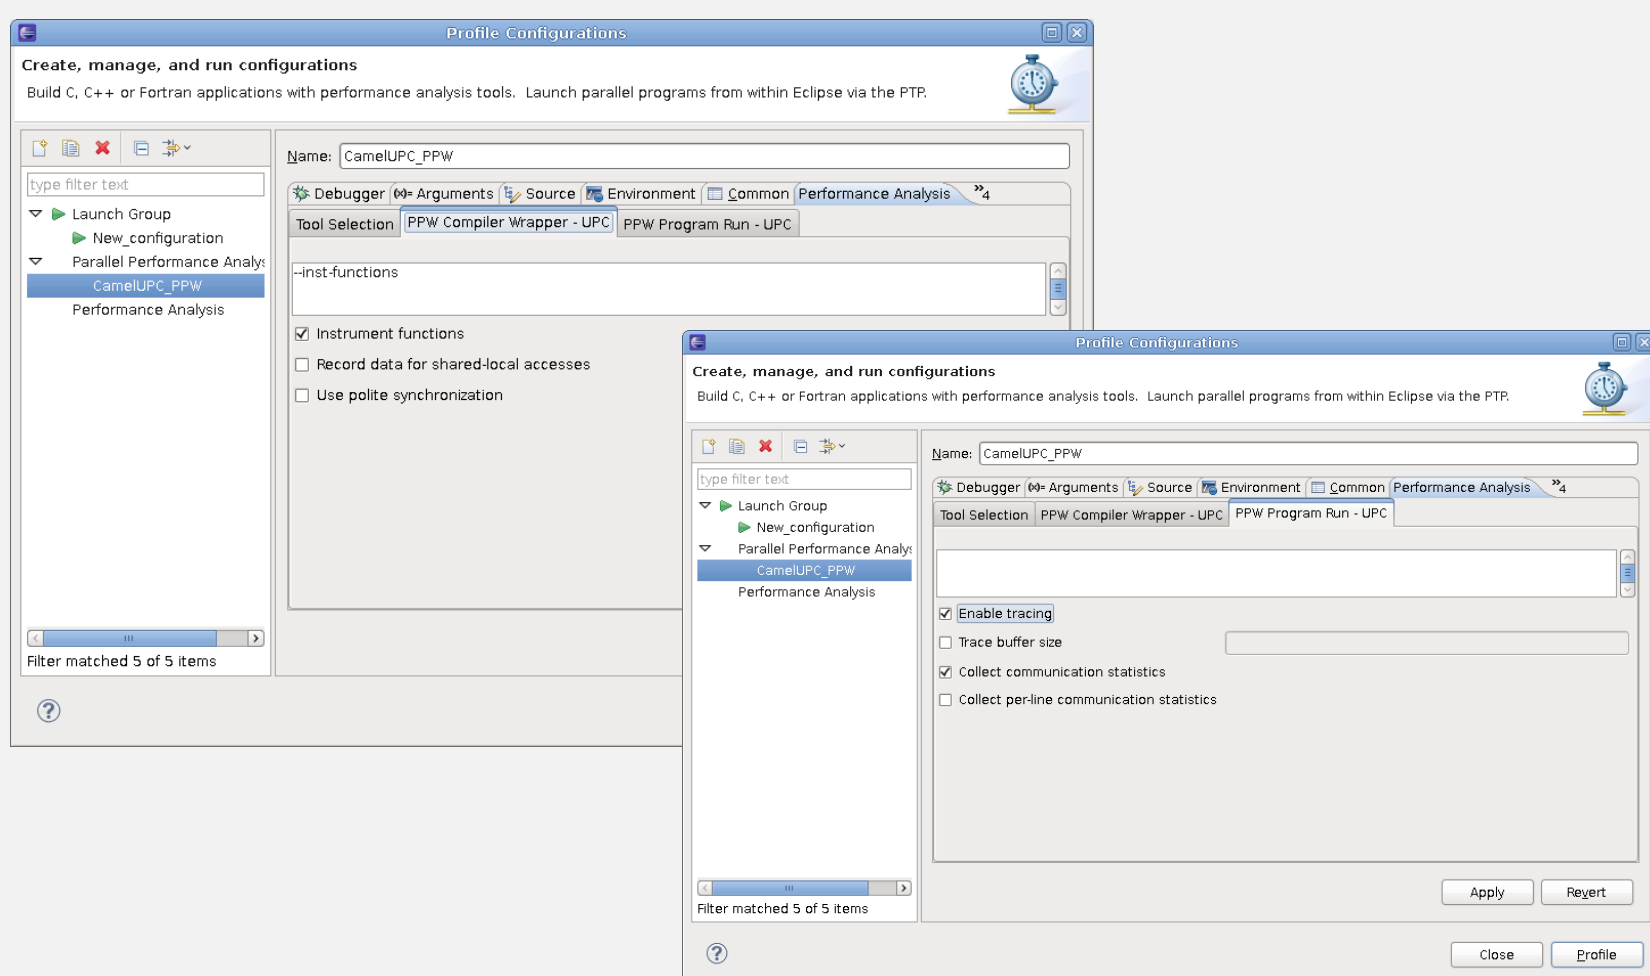 Profile Configurations
Create, manage, and run configurations
Build C, C++ or Fortran applications with performance analysis tools.  Launch parallel programs from within Eclipse via the PTP.
type filter text
Launch Group
New_configuration
Parallel Performance Analys
CamelUPC_PPW
Performance Analysis
Filter matched 5 of 5 items
Name: CamelUPC_PPW
Debugger (x)= Arguments Source Environment Common Performance Analysis »4
Tool Selection PPW Compiler Wrapper - UPC PPW Program Run - UPC
--inst-functions
Instrument functions
Record data for shared-local accesses
Use polite synchronization
Profile Configurations
Create, manage, and run configurations
Build C, C++ or Fortran applications with performance analysis tools.  Launch parallel programs from within Eclipse via the PTP.
type filter text
Launch Group
New_configuration
Parallel Performance Analys
CamelUPC_PPW
Performance Analysis
Filter matched 5 of 5 items
Name: CamelUPC_PPW
Debugger (x)= Arguments Source Environment Common Performance Analysis »4
Tool Selection PPW Compiler Wrapper - UPC PPW Program Run - UPC
Enable tracing
Trace buffer size
Collect communication statistics
Collect per-line communication statistics
Apply Revert
Close Profile